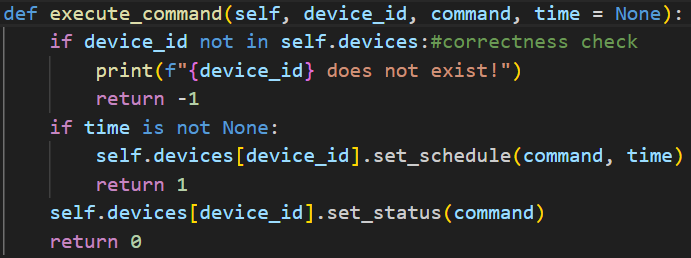 def execute_command(self, device_id, command, time = None):
    if device_id not in self.devices:#correctness check
        print(f"{device_id} does not exist!")
        return -1
    if time is not None:
        self.devices[device_id].set_schedule(command, time)
        return 1
    self.devices[device_id].set_status(command)
    return 0